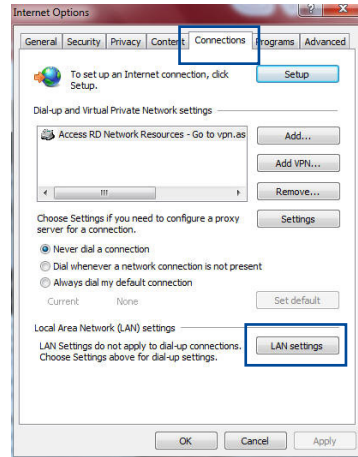 Internet Options
General Security Privacy Content Connections Programs Advanced
To set up an Internet connection, click
Setup.
Setup
Dial-up and Virtual Private Network settings
Access RD Network Resources - Go to vpn.as
Add...
Add VPN...
Remove...
Choose Settings if you need to configure a proxy
server for a connection.
Settings
Never dial a connection
Dial whenever a network connection is not present
Always dial my default connection
Current None
Set default
Local Area Network (LAN) settings
LAN Settings do not apply to dial-up connections.
Choose Settings above for dial-up settings.
LAN settings
OK Cancel Apply